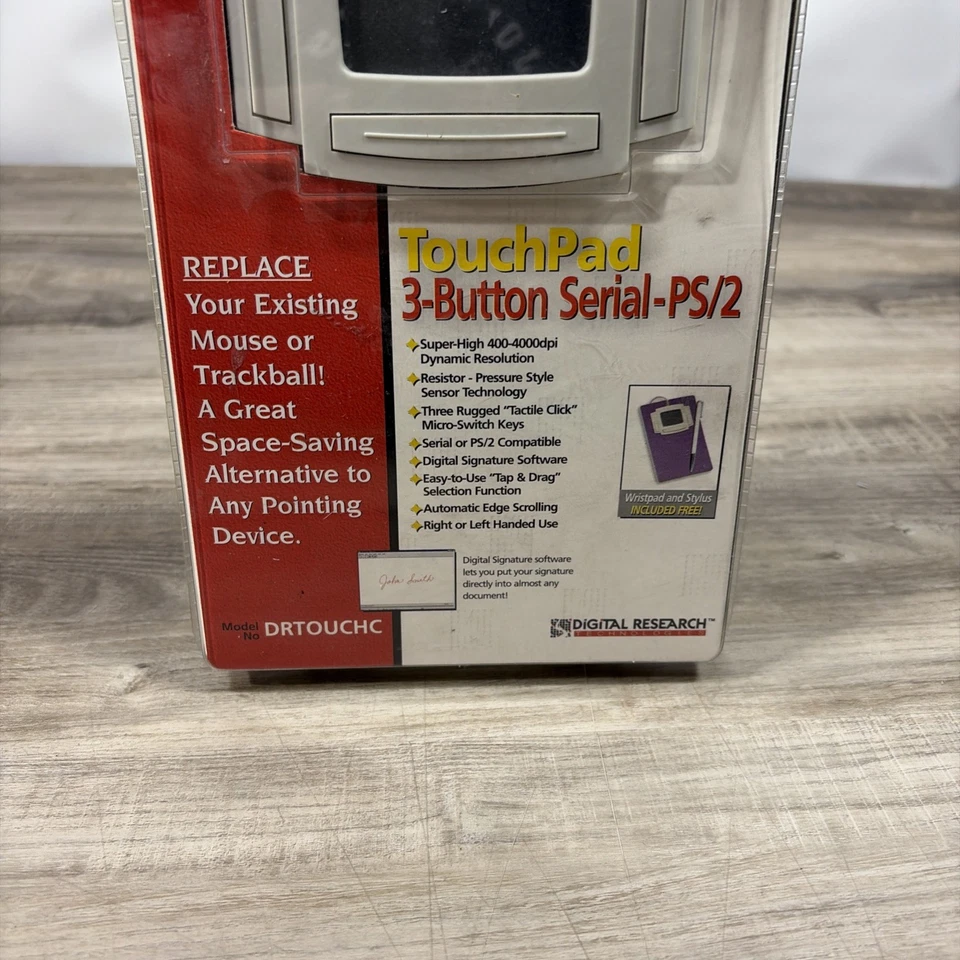 REPLACE
Your Existing
Mouse or
Trackball!
A Great
Space-Saving
Alternative to
Any Pointing
Device.
Model
No DRTOUCHC
TouchPad
3-Button Serial-PS/2
Super-High 400-4000dpi
Dynamic Resolution
Resistor - Pressure Style
Sensor Technology
Three Rugged "Tactile Click"
Micro-Switch Keys
Serial or PS/2 Compatible
Digital Signature Software
Easy-to-Use "Tap & Drag"
Selection Function
Automatic Edge Scrolling
Right or Left Handed Use
Wristpad and Stylus
INCLUDED FREE!
John Smith
Digital Signature software
lets you put your signature
directly into almost any
document!
DIGITAL RESEARCH™
TECHNOLOGIES